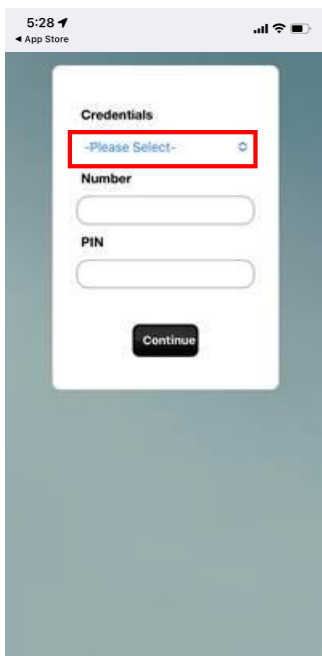 5:28
◀ App Store
Credentials
-Please Select-
Number
PIN
Continue